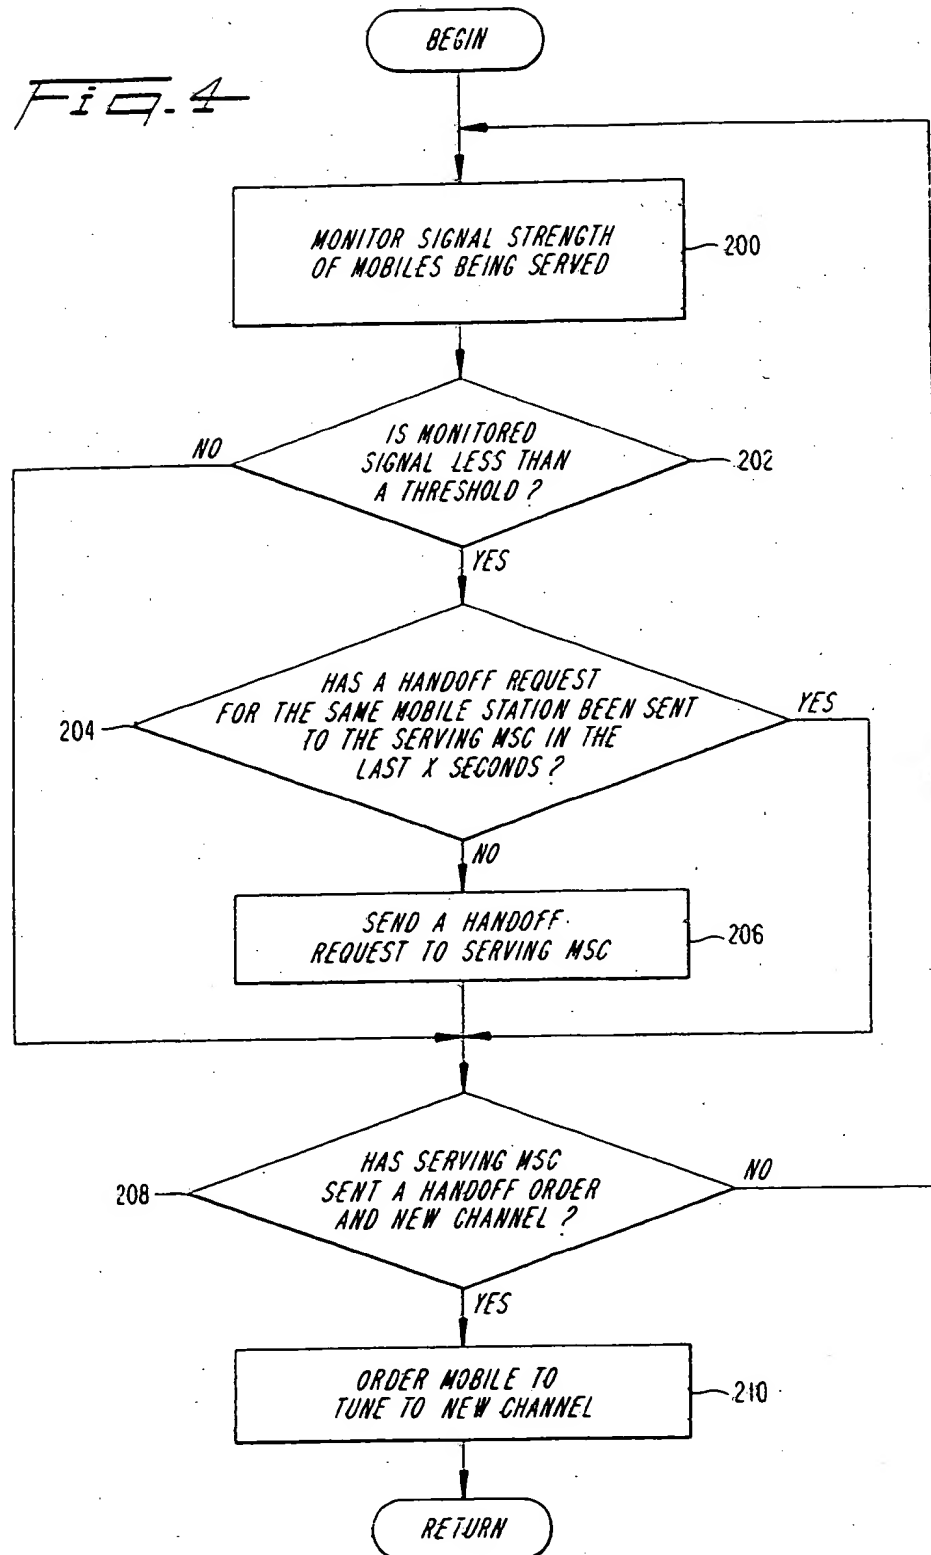 BEGIN
Fig. 4
MONITOR SIGNAL STRENGTH
OF MOBILES BEING SERVED
200
NO
IS MONITORED
SIGNAL LESS THAN
A THRESHOLD ?
202
YES
HAS A HANDOFF REQUEST
FOR THE SAME MOBILE STATION BEEN SENT
TO THE SERVING MSC IN THE
LAST X SECONDS ?
204
YES
NO
SEND A HANDOFF
REQUEST TO SERVING MSC
206
HAS SERVING MSC
SENT A HANDOFF ORDER
AND NEW CHANNEL ?
208
NO
YES
ORDER MOBILE TO
TUNE TO NEW CHANNEL
210
RETURN